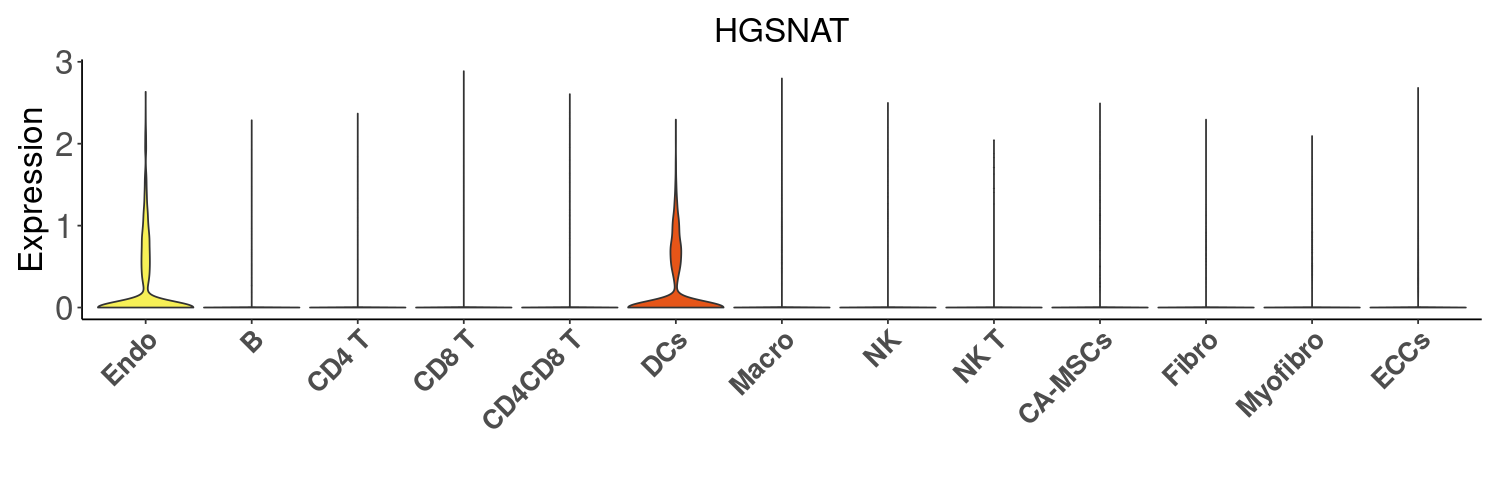 HGSNAT
Expression
3
2
1
0
Endo
B
CD4 T
CD8 T
CD4CD8 T
DCs
Macro
NK
NK T
CA-MSCs
Fibro
Myofibro
ECCs